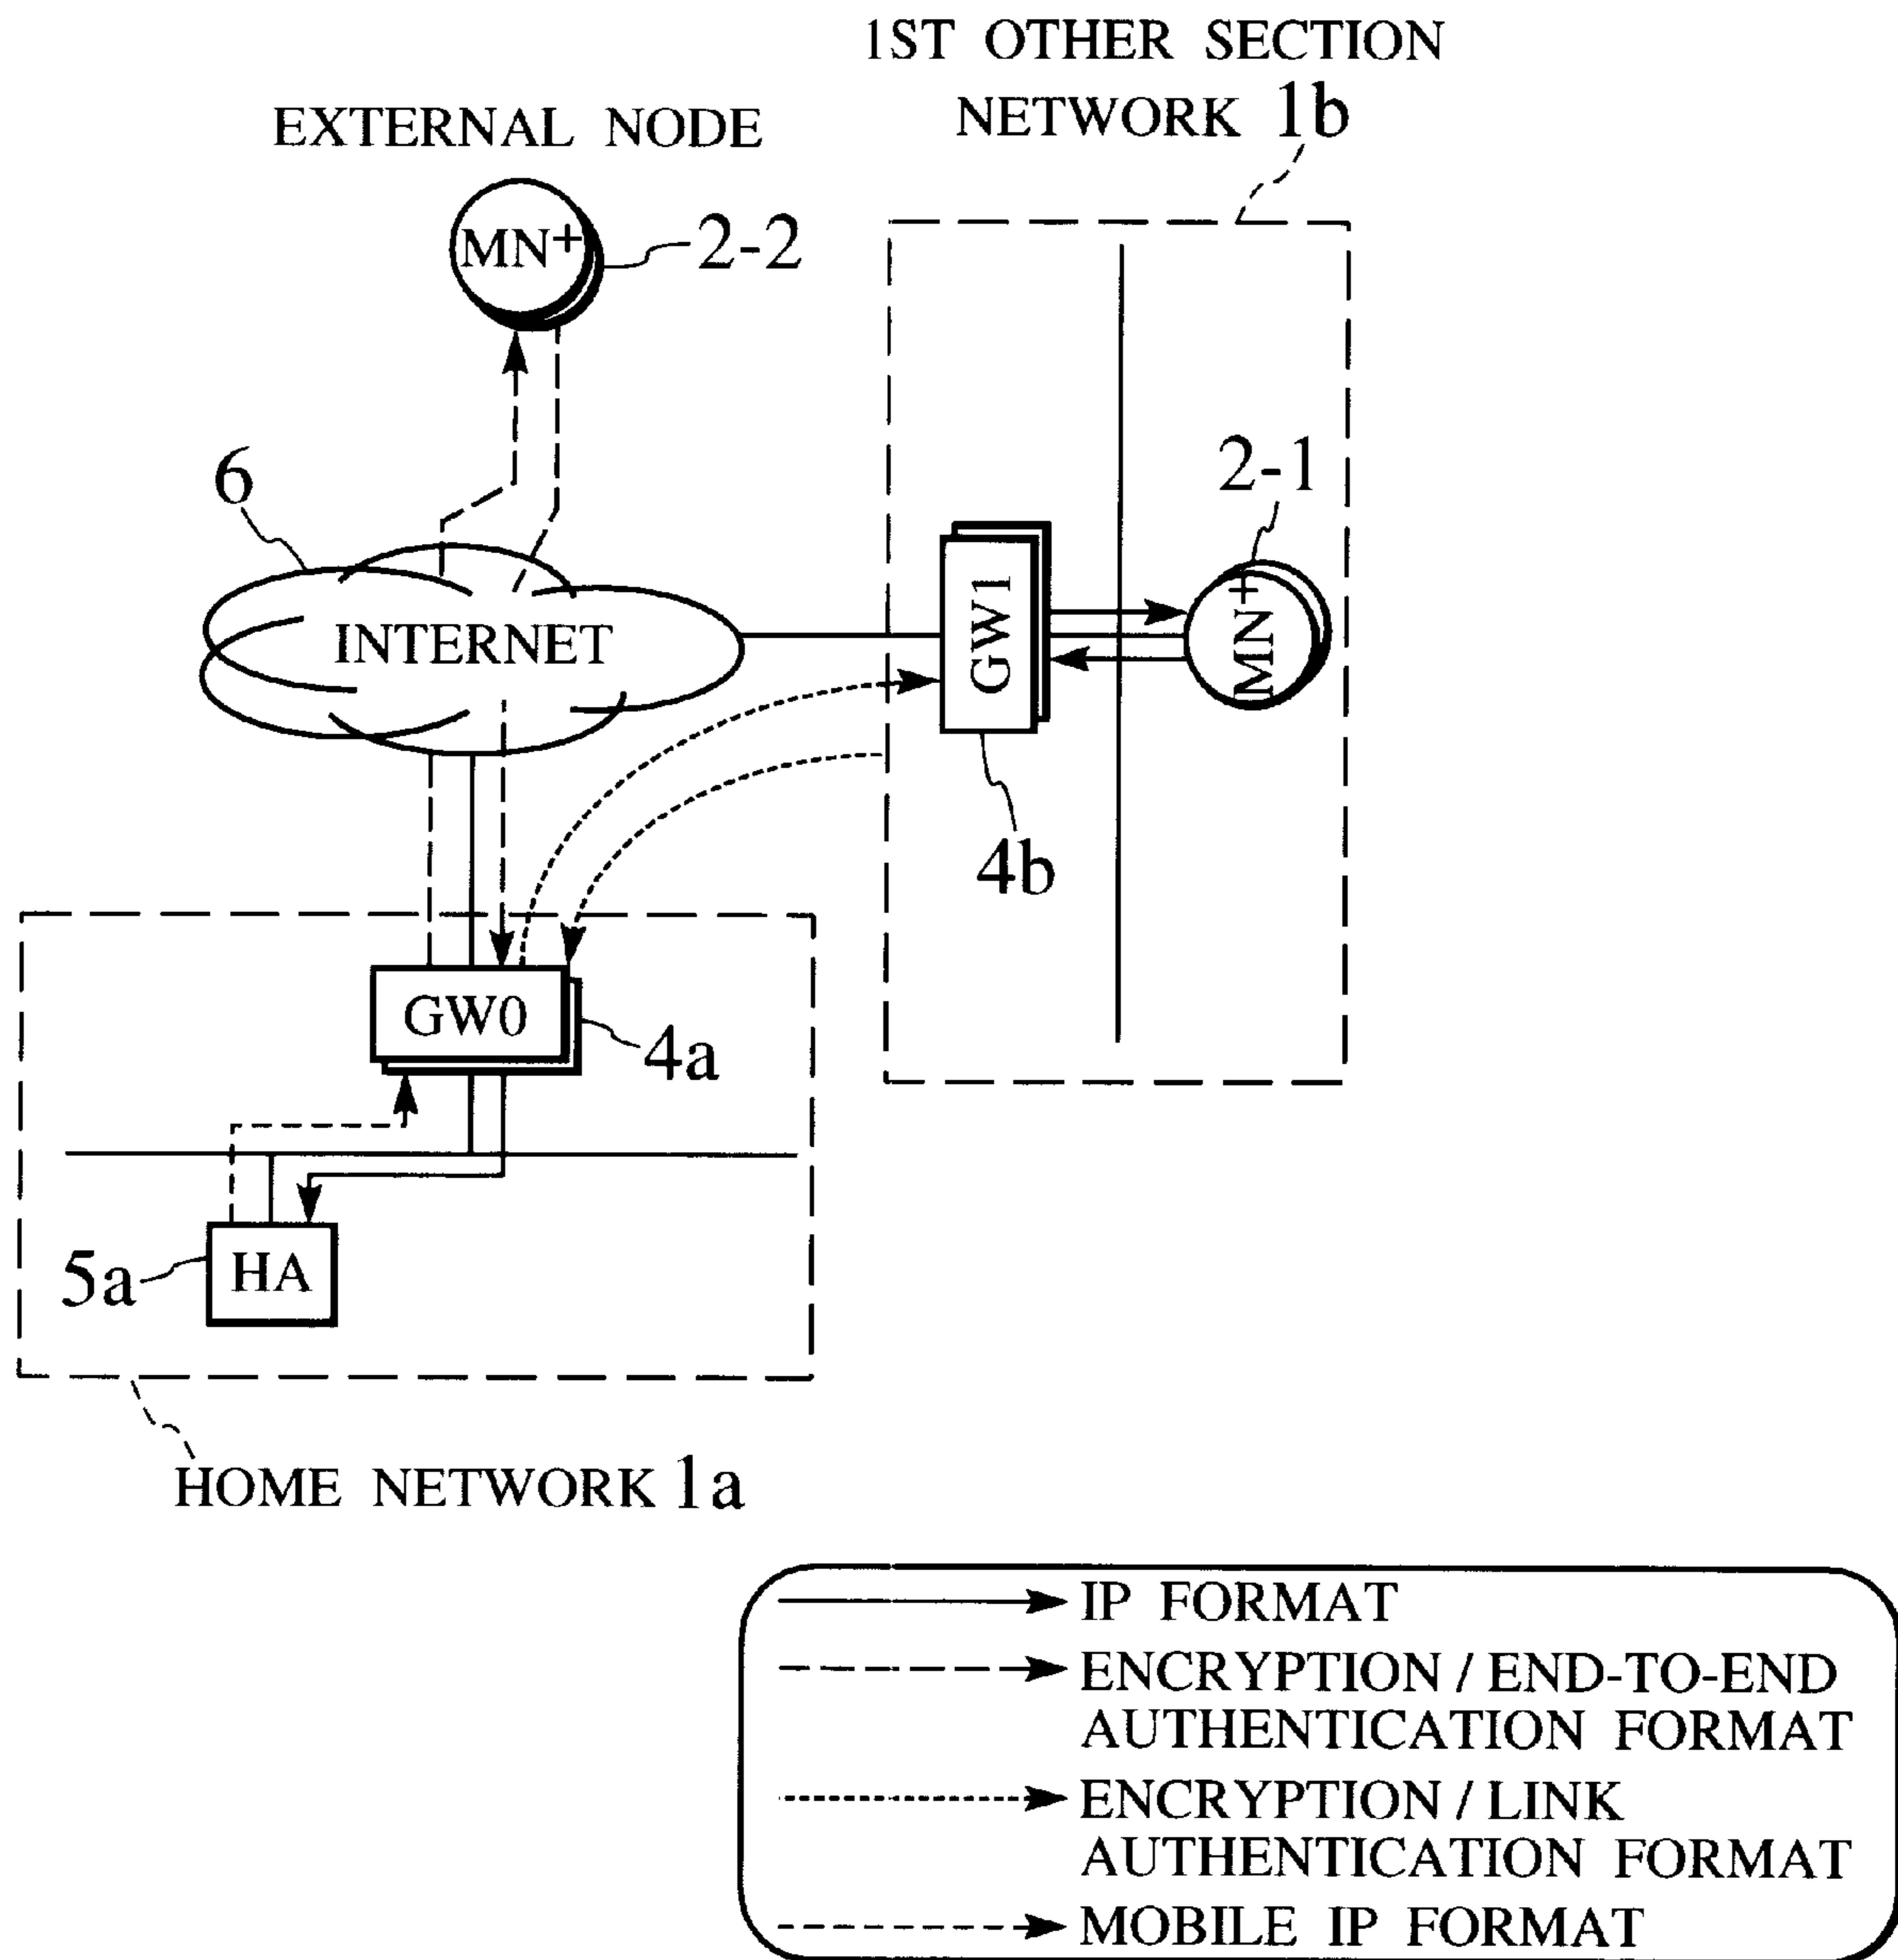 1ST OTHER SECTION
NETWORK 1b
EXTERNAL NODE
MN+
2-2
2-1
6
INTERNET
GW1
MN+
4b
GW0
4a
HA
5a
HOME NETWORK 1a
IP FORMAT
ENCRYPTION / END-TO-END
AUTHENTICATION FORMAT
ENCRYPTION / LINK
AUTHENTICATION FORMAT
MOBILE IP FORMAT